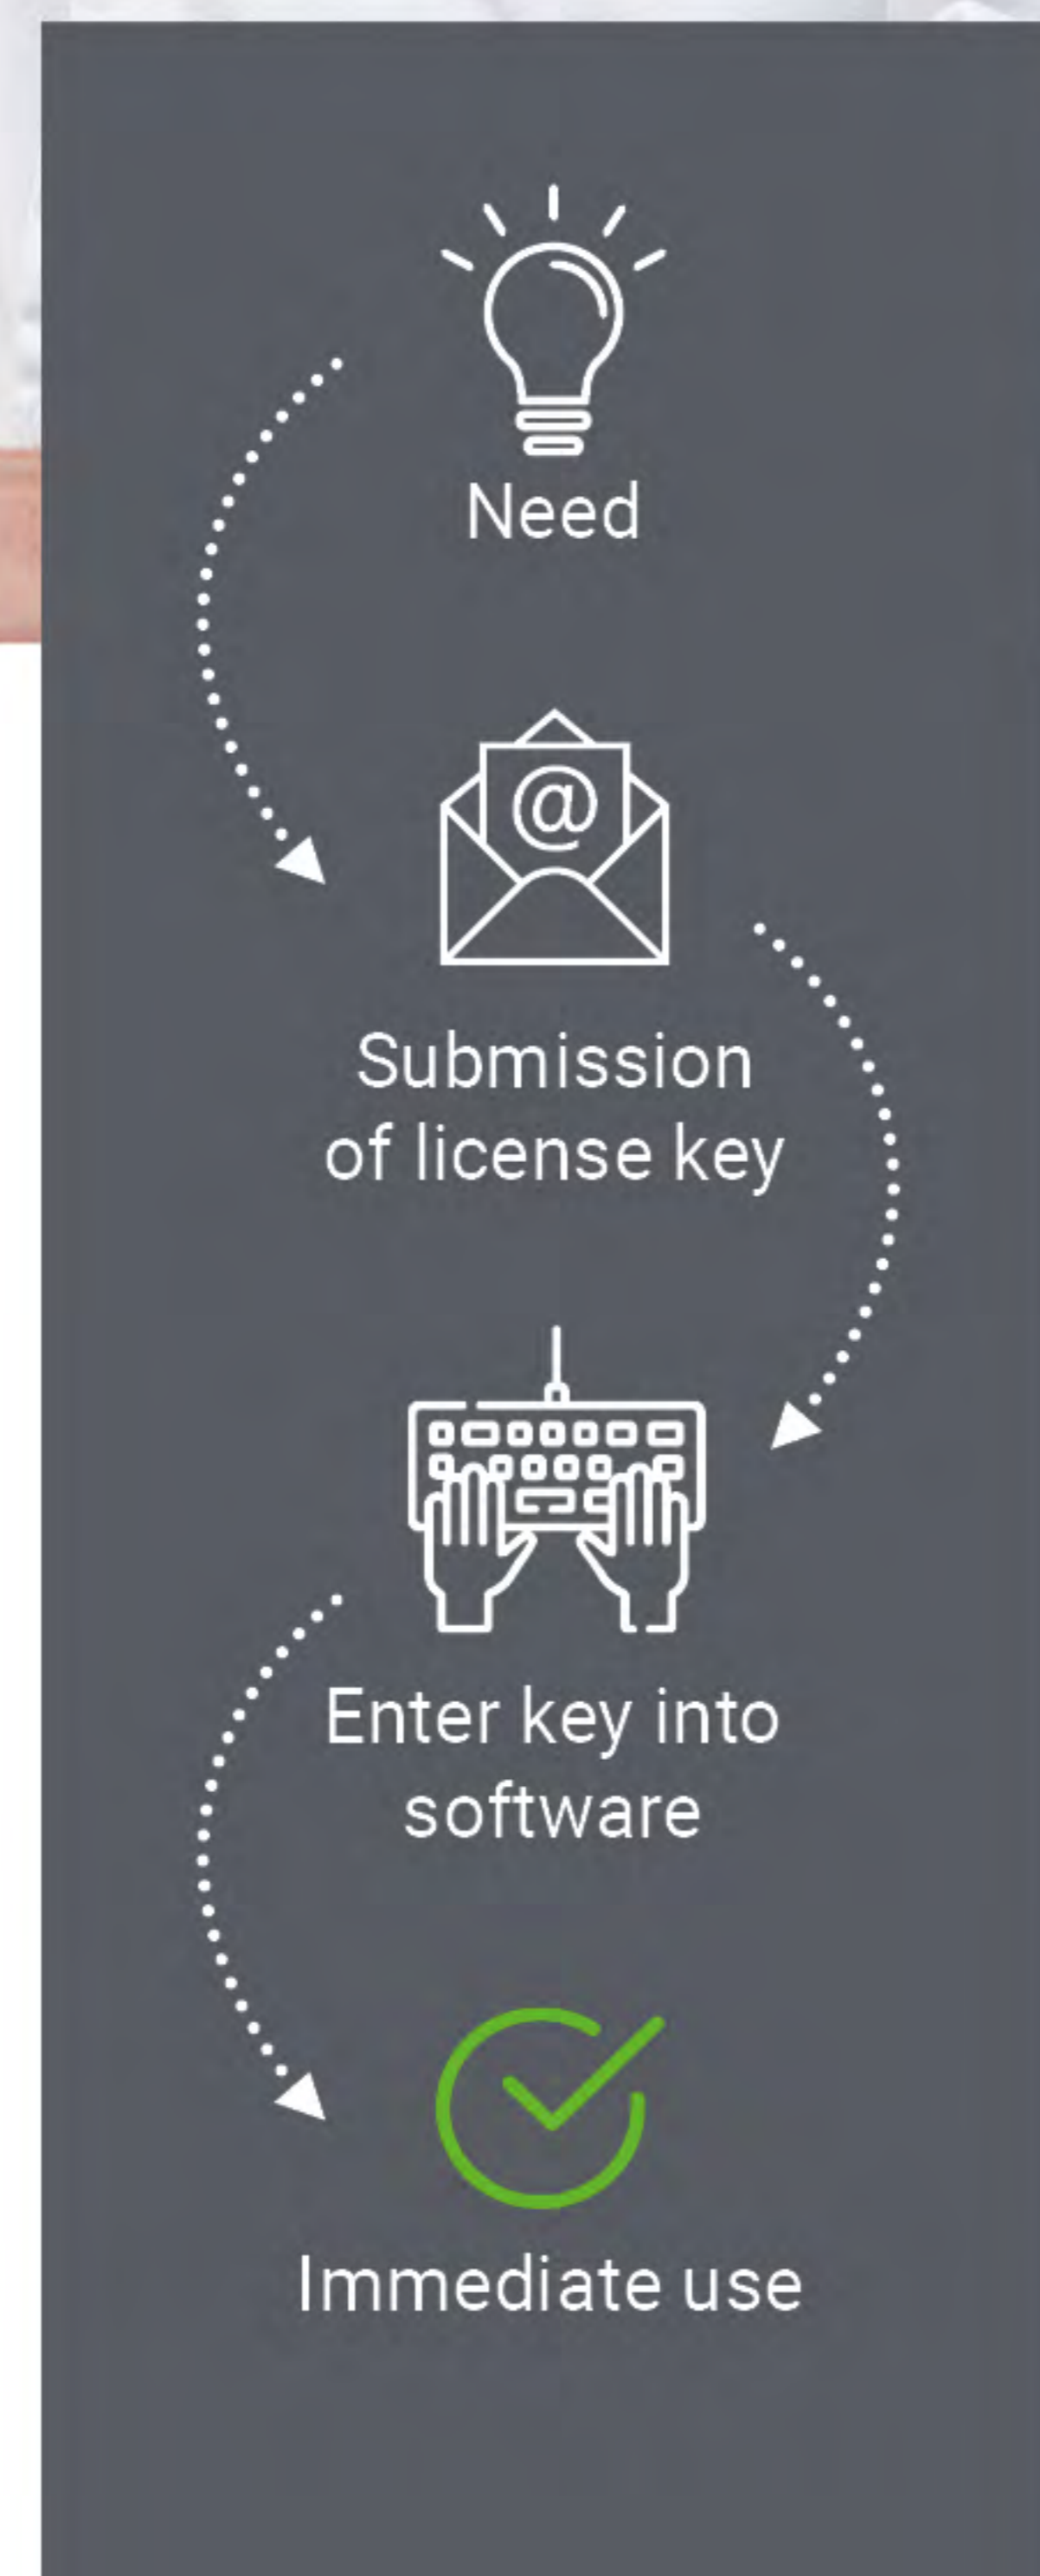 Need
@
Submission
of license key
Enter key into
software
Immediate use